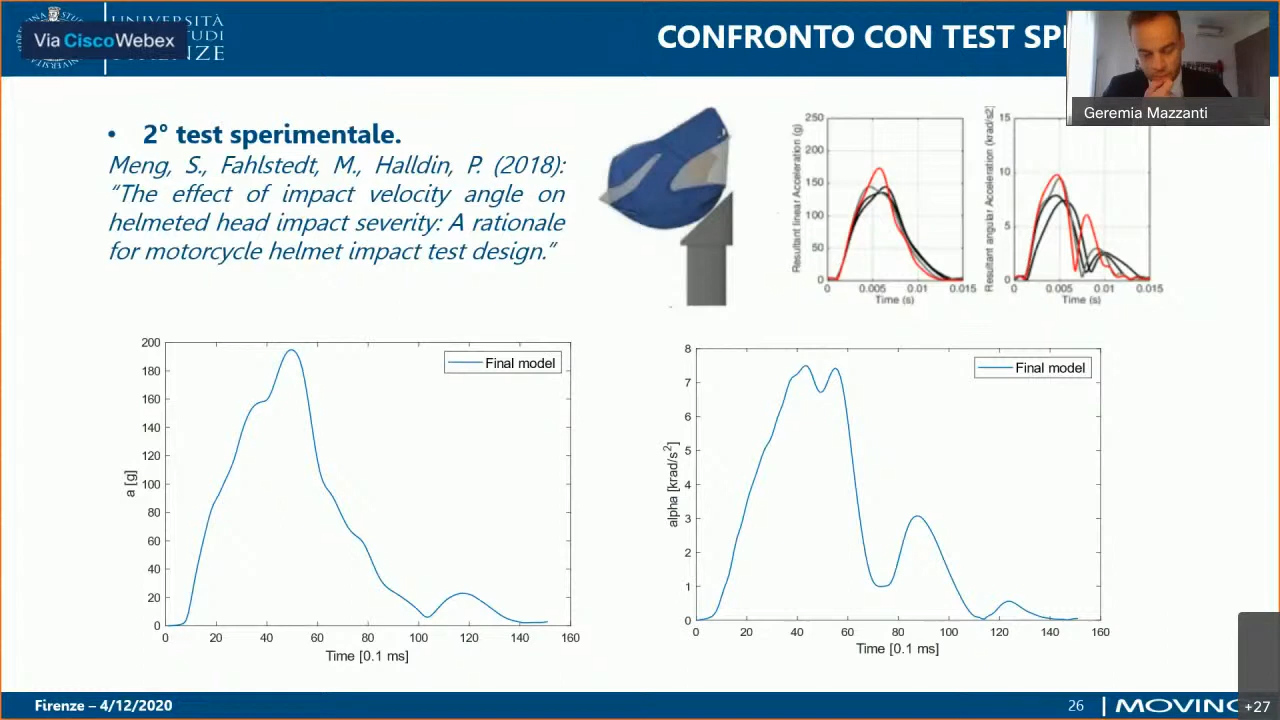 Via CiscoWebex
UNIVERSITÀ
STUDI
FIRENZE
CONFRONTO CON TEST
Geremia Mazzanti
• 2° test sperimentale.
Meng, S., Fahlstedt, M., Halldin, P. (2018):
“The effect of impact velocity angle on
helmeted head impact severity: A rationale
for motorcycle helmet impact test design.”
Resultant linear Acceleration (g)
250
200
150
100
50
0
0 0.005 0.01 0.015
Time (s)
Resultant angular Acceleration (krad/s2)
15
10
5
0
0 0.005 0.01 0.015
Time (s)
Final model
a [g]
200
180
160
140
120
100
80
60
40
20
0
0 20 40 60 80 100 120 140 160
Time [0.1 ms]
Final model
alpha [krad/s²]
8
7
6
5
4
3
2
1
0
0 20 40 60 80 100 120 140 160
Time [0.1 ms]
Firenze – 4/12/2020
26
MOVING
+27